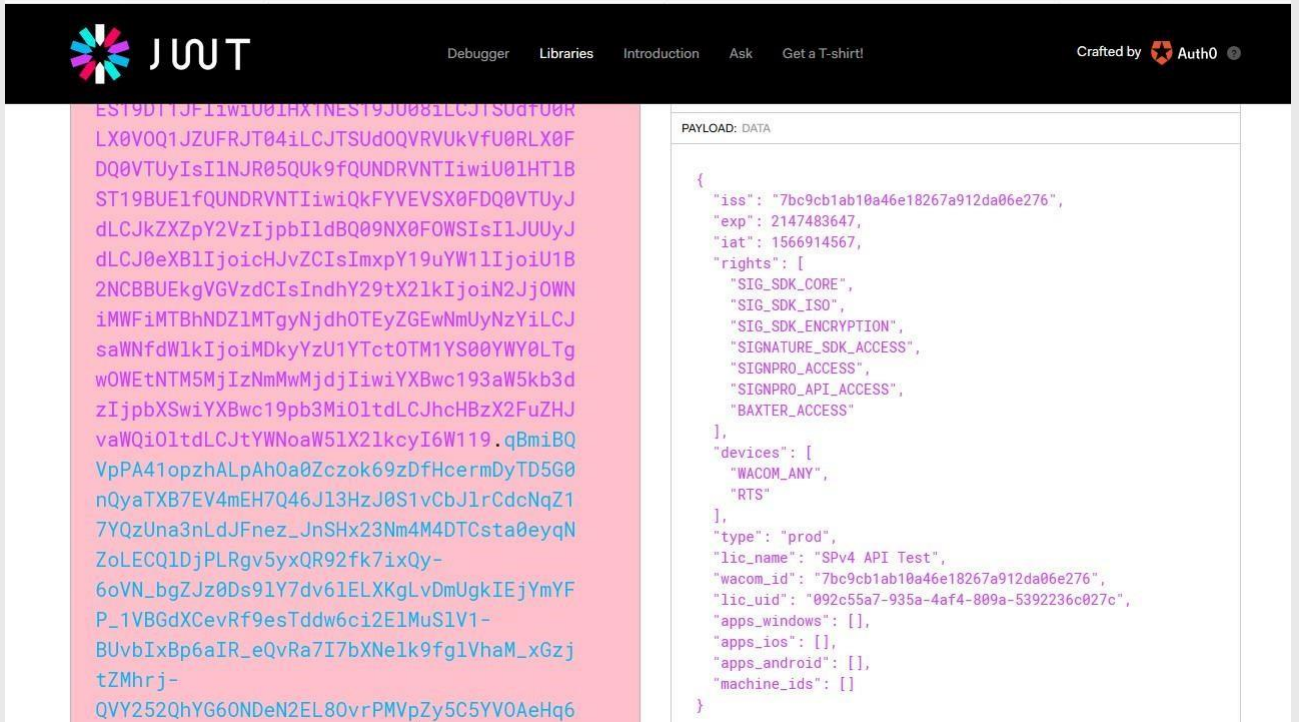 JWT
Debugger Libraries Introduction Ask Get a T-shirt!
Crafted by Auth0
LX0VOQ1JZUFRJT04iLCJTSUdOQVRVUkVfU0RLX0F
DQ0VTUyIsIlNJR05QUk9fQUNDRVNTIiwiU0lHTlB
ST19BUElfQUNDRVNTIiwiQkFYVEVSX0FDQ0VTUyJ
dLCJkZXZpY2VzIjpbIldBQ09NX0FOWSIsIlJUUyJ
dLCJ0eXBlIjoicHJvZCIsImxpY19uYW1lIjoiU1B
2NCBBUEkgVGVzdCIsIndhY29tX2lkIjoiN2JjOWN
iMWFiMTBhNDZlMTgyNjdhOTEyZGEwNmUyNzYiLCJ
saWNfdWlkIjoiMDkyYzU1YTctOTM1YS00YWY0LTg
wOWEtNTM5MjIzNmMwMjdjIiwiYXBwc193aW5kb3d
zIjpbXSwiYXBwc19pb3MiOltdLCJhcHBzX2FuZHJ
vaWQiOltdLCJtYWNoaW5lX2lkcyI6W119.qBmiBQ
VpPA41opzhALpAhOa0Zczok69zDfHcermDyTD5G0
nQyaTXB7EV4mEH7Q46Jl3HzJ0S1vCbJlrCdcNqZ1
7YQzUna3nLdJFnez_JnSHx23Nm4M4DTCsta0eyqN
ZoLECQlDjPLRgv5yxQR92fk7ixQy-
6oVN_bgZJz0Ds9lY7dv6lELXKgLvDmUgkIEjYmYF
P_1VBGdXCevRf9esTddw6ci2ElMuSlV1-
BUvbIxBp6aIR_eQvRa7I7bXNelk9fglVhaM_xGzj
tZMhrj-
QVY252QhYG6ONDeN2EL8OvrPMVpZy5C5YVOAeHq6
PAYLOAD: DATA
{
"iss": "7bc9cb1ab10a46e18267a912da06e276",
"exp": 2147483647,
"iat": 1566914567,
"rights": [
"SIG_SDK_CORE",
"SIG_SDK_ISO",
"SIG_SDK_ENCRYPTION",
"SIGNATURE_SDK_ACCESS",
"SIGNPRO_ACCESS",
"SIGNPRO_API_ACCESS",
"BAXTER_ACCESS"
],
"devices": [
"WACOM_ANY",
"RTS"
],
"type": "prod",
"lic_name": "SPv4 API Test",
"wacom_id": "7bc9cb1ab10a46e18267a912da06e276",
"lic_uid": "092c55a7-935a-4af4-809a-5392236c027c",
"apps_windows": [],
"apps_ios": [],
"apps_android": [],
"machine_ids": []
}